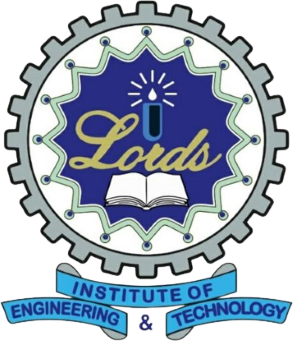 Lords
INSTITUTE OF
ENGINEERING & TECHNOLOGY